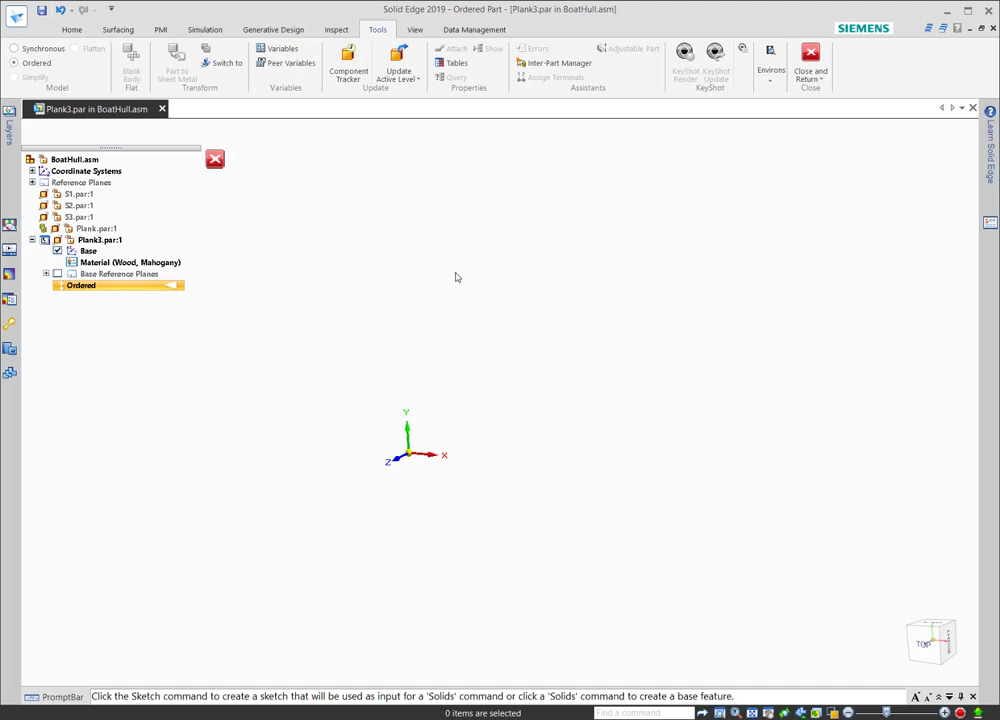 Solid Edge 2019 - Ordered Part - [Plank3.par in BoatHull.asm]
Home Surfacing PMI Simulation Generative Design Inspect Tools View Data Management SIEMENS
Synchronous Flatten
Ordered
Simplify
Model
Blank Body Flat
Part to Sheet Metal
Switch to
Transform
Variables
Peer Variables
Variables
Component Tracker
Update Active Level
Update
Attach Show
Tables
Query
Properties
Errors Adjustable Part
Inter-Part Manager
Assign Terminals
Assistants
KeyShot Render
KeyShot Update
KeyShot
Environs
Close and Return
Close
Plank3.par in BoatHull.asm
Layers
Learn Solid Edge
BoatHull.asm
Coordinate Systems
Reference Planes
S1.par:1
S2.par:1
S3.par:1
Plank.par:1
Plank3.par:1
Base
Material (Wood, Mahogany)
Base Reference Planes
Ordered
Y
X
Z
TOP
PromptBar Click the Sketch command to create a sketch that will be used as input for a 'Solids' command or click a 'Solids' command to create a base feature.
0 items are selected Find a command